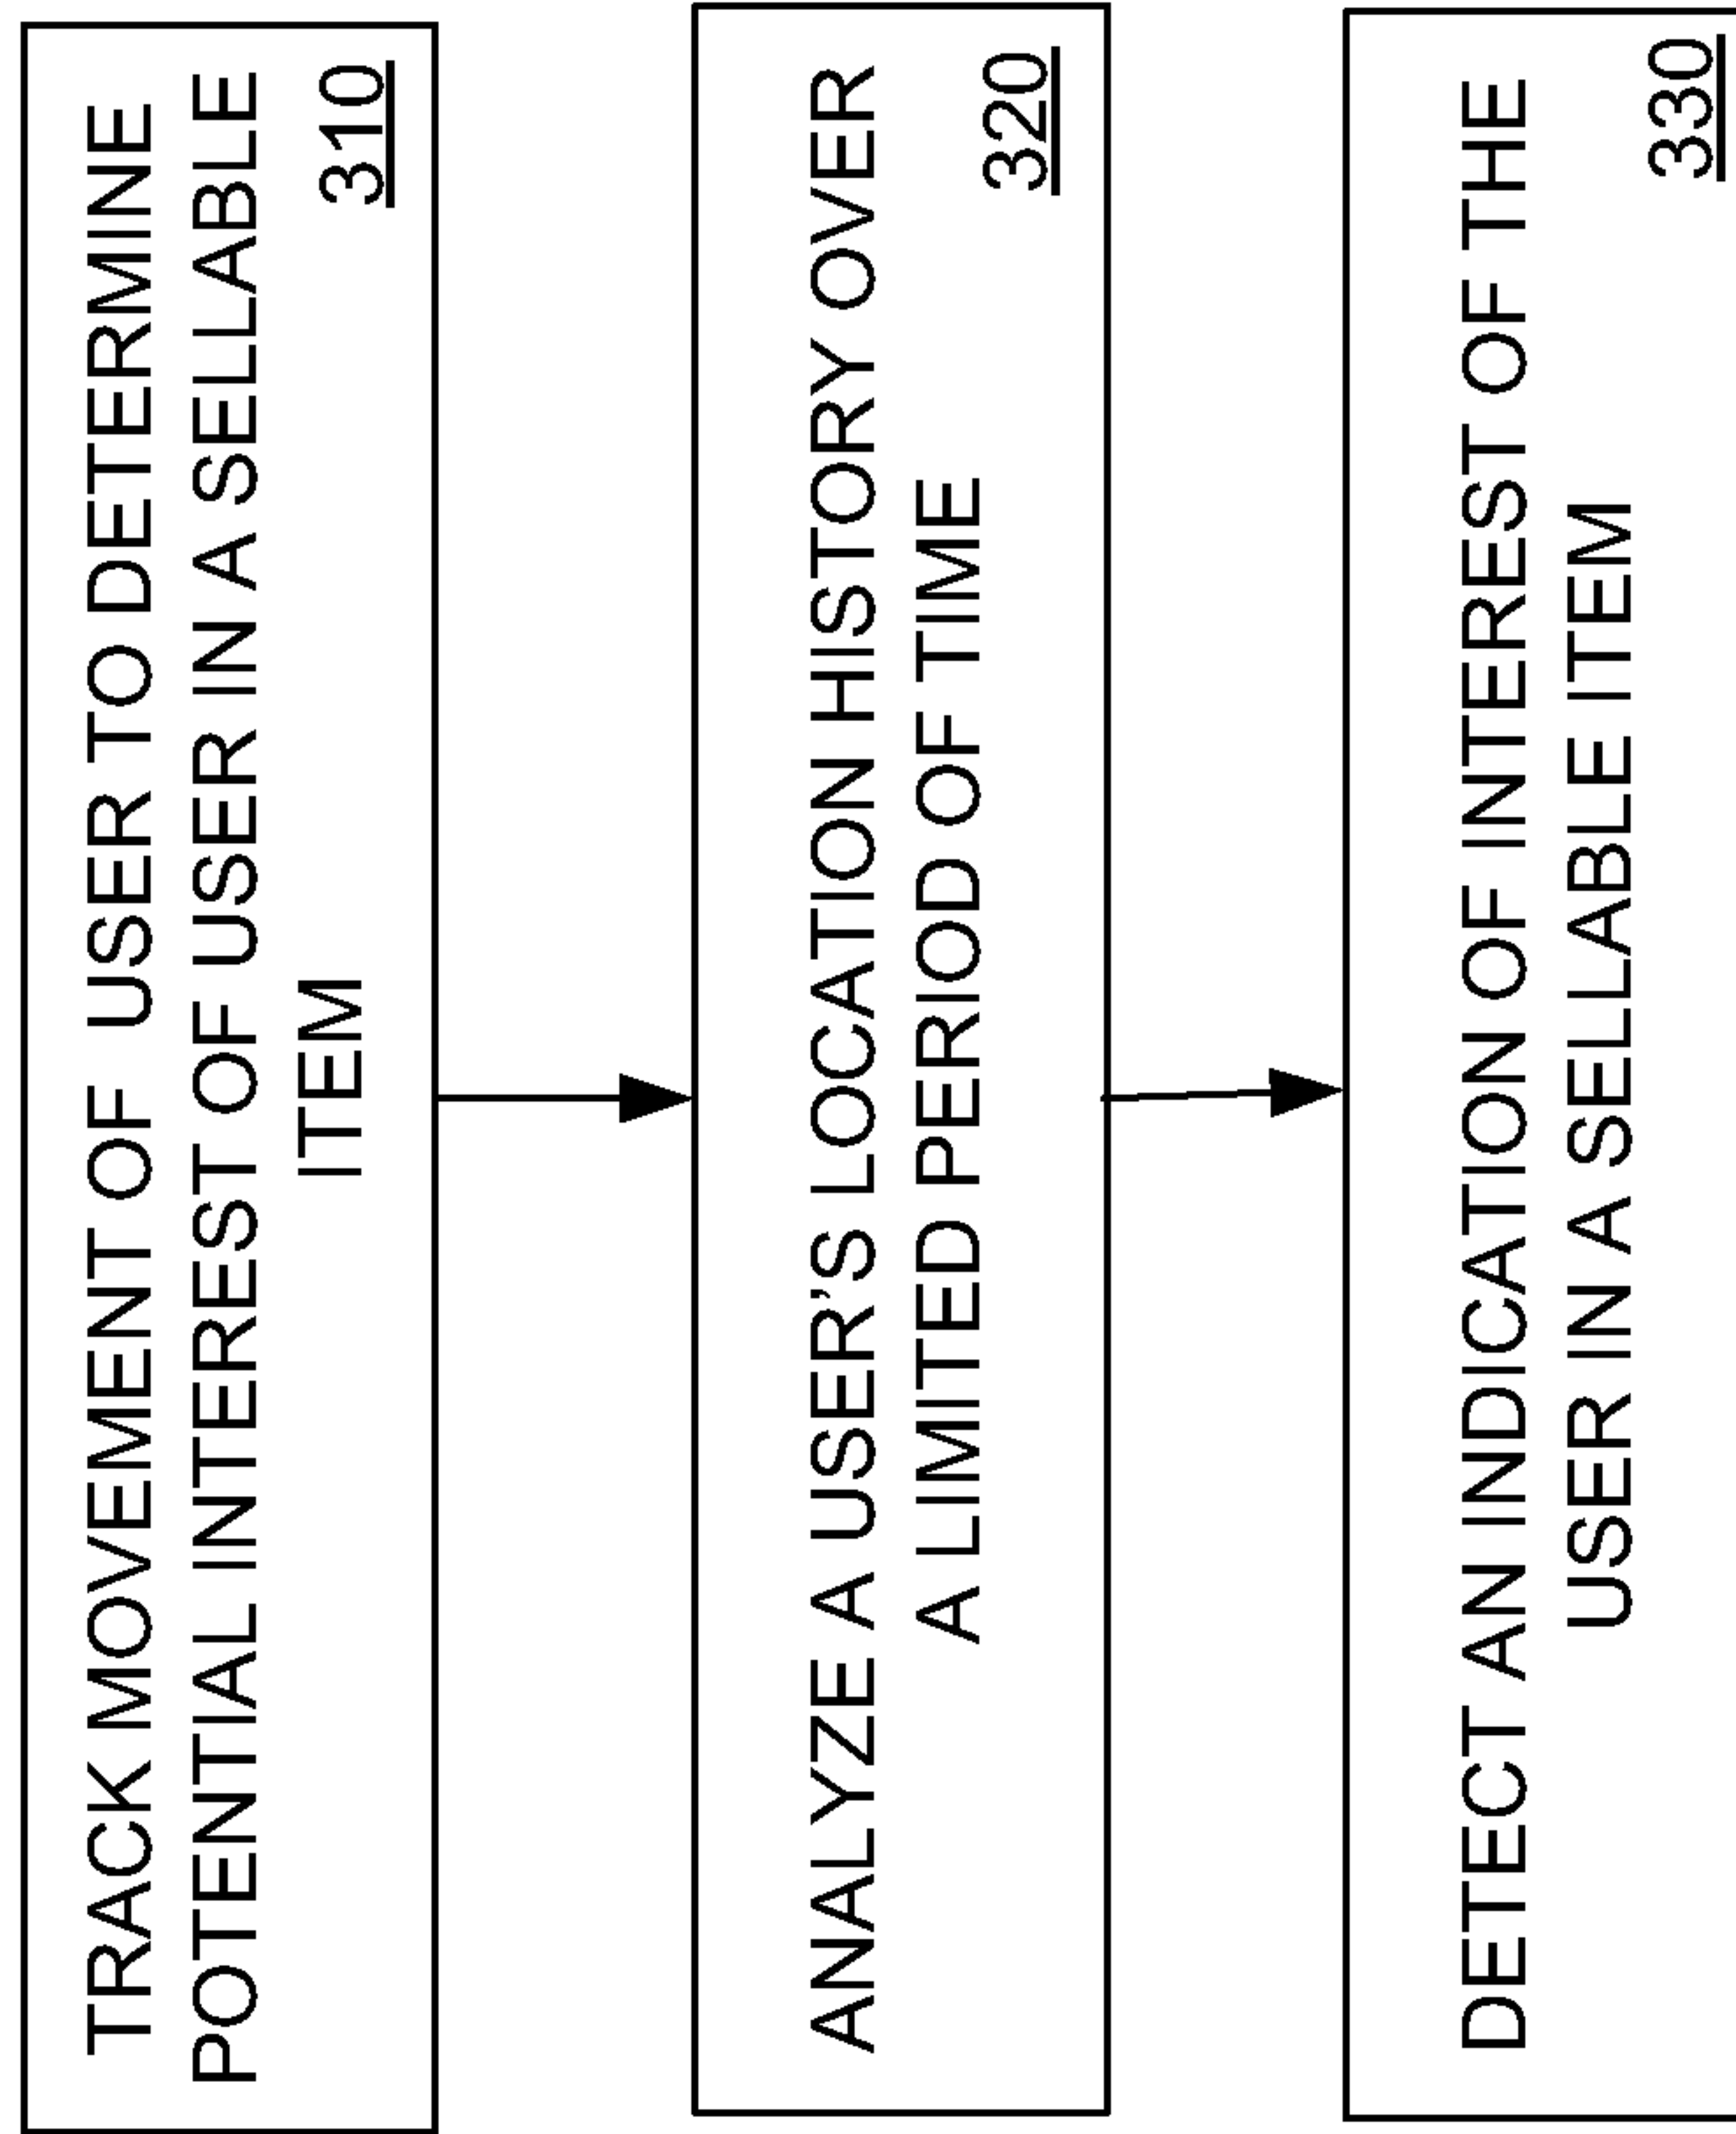 TRACK MOVEMENT OF USER TO DETERMINE
POTENTIAL INTEREST OF USER IN A SELLABLE
ITEM
310
ANALYZE A USER'S LOCATION HISTORY OVER
A LIMITED PERIOD OF TIME
320
DETECT AN INDICATION OF INTEREST OF THE
USER IN A SELLABLE ITEM
330